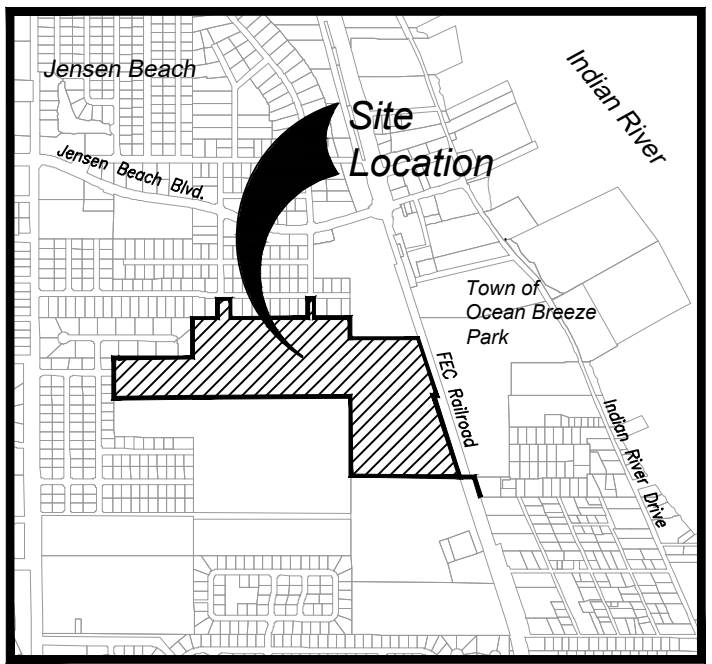 Jensen Beach
Indian River
Site
Location
Jensen Beach Blvd.
Town of
Ocean Breeze
Park
FEC Railroad
Indian River Drive